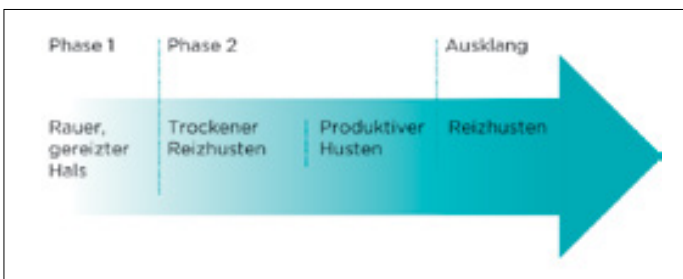 Phase 1
Phase 2
Ausklang
Rauer,
gereizter
Hals
Trockener
Reizhusten
Produktiver
Husten
Reizhusten